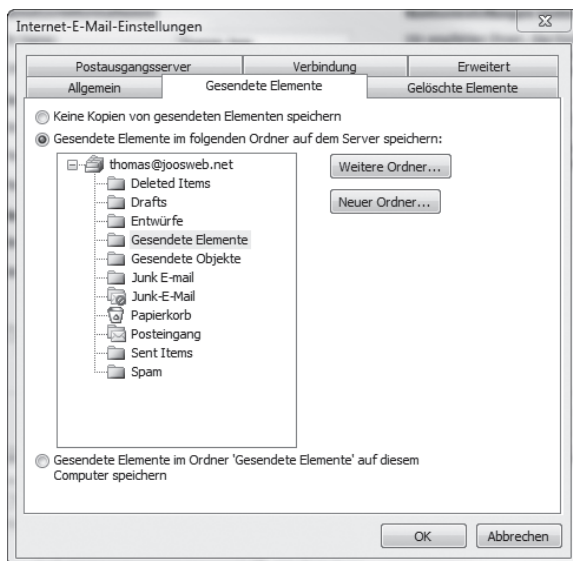 Internet-E-Mail-Einstellungen
Postausgangsserver
Verbindung
Erweitert
Allgemein
Gesendete Elemente
Gelöschte Elemente
Keine Kopien von gesendeten Elementen speichern
Gesendete Elemente im folgenden Ordner auf dem Server speichern:
thomas@joosweb.net
Deleted Items
Drafts
Entwürfe
Gesendete Elemente
Gesendete Objekte
Junk E-mail
Junk-E-Mail
Papierkorb
Posteingang
Sent Items
Spam
Weitere Ordner...
Neuer Ordner...
Gesendete Elemente im Ordner 'Gesendete Elemente' auf diesem
Computer speichern
OK
Abbrechen